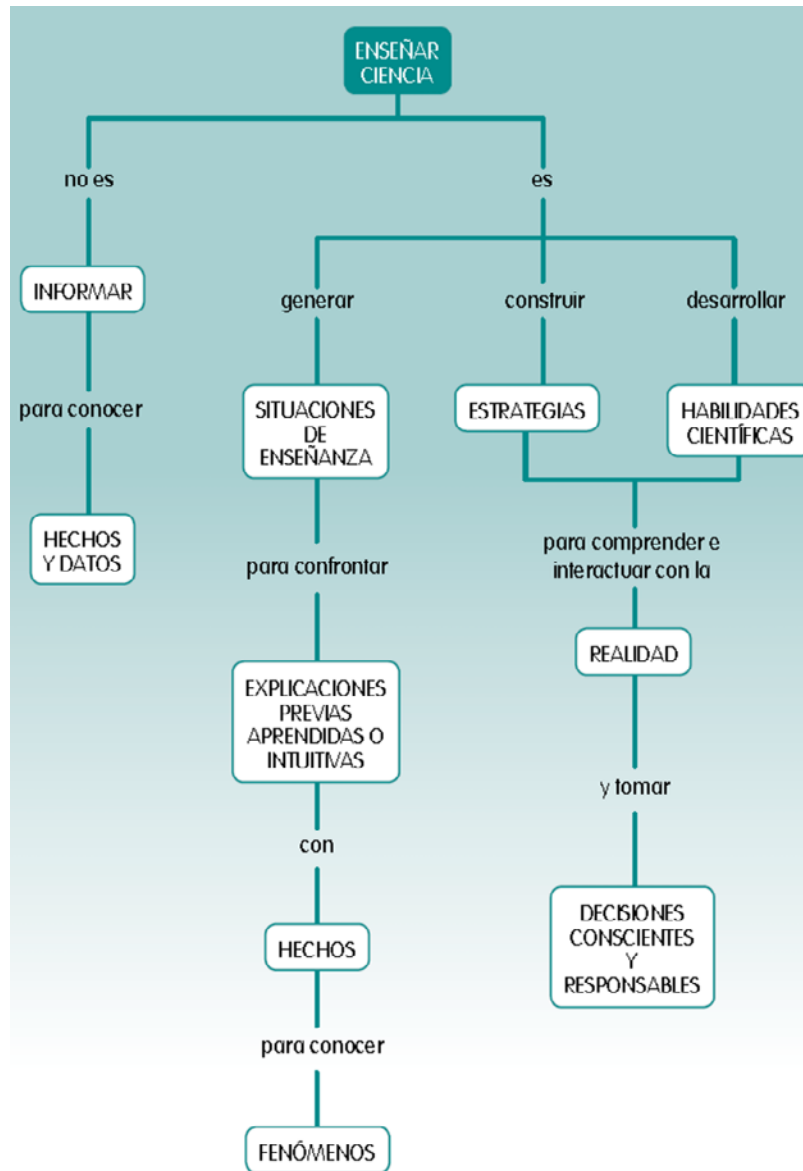 ENSEÑAR
CIENCIA
no es
es
INFORMAR
generar
construir
desarrollar
para conocer
SITUACIONES
DE
ENSEÑANZA
ESTRATEGIAS
HABILIDADES
CIENTÍFICAS
HECHOS
Y DATOS
para confrontar
para comprender e
interactuar con la
EXPLICACIONES
PREVIAS
APRENDIDAS O
INTUITIVAS
REALIDAD
y tomar
con
DECISIONES
CONSCIENTES
Y
RESPONSABLES
HECHOS
para conocer
FENÓMENOS